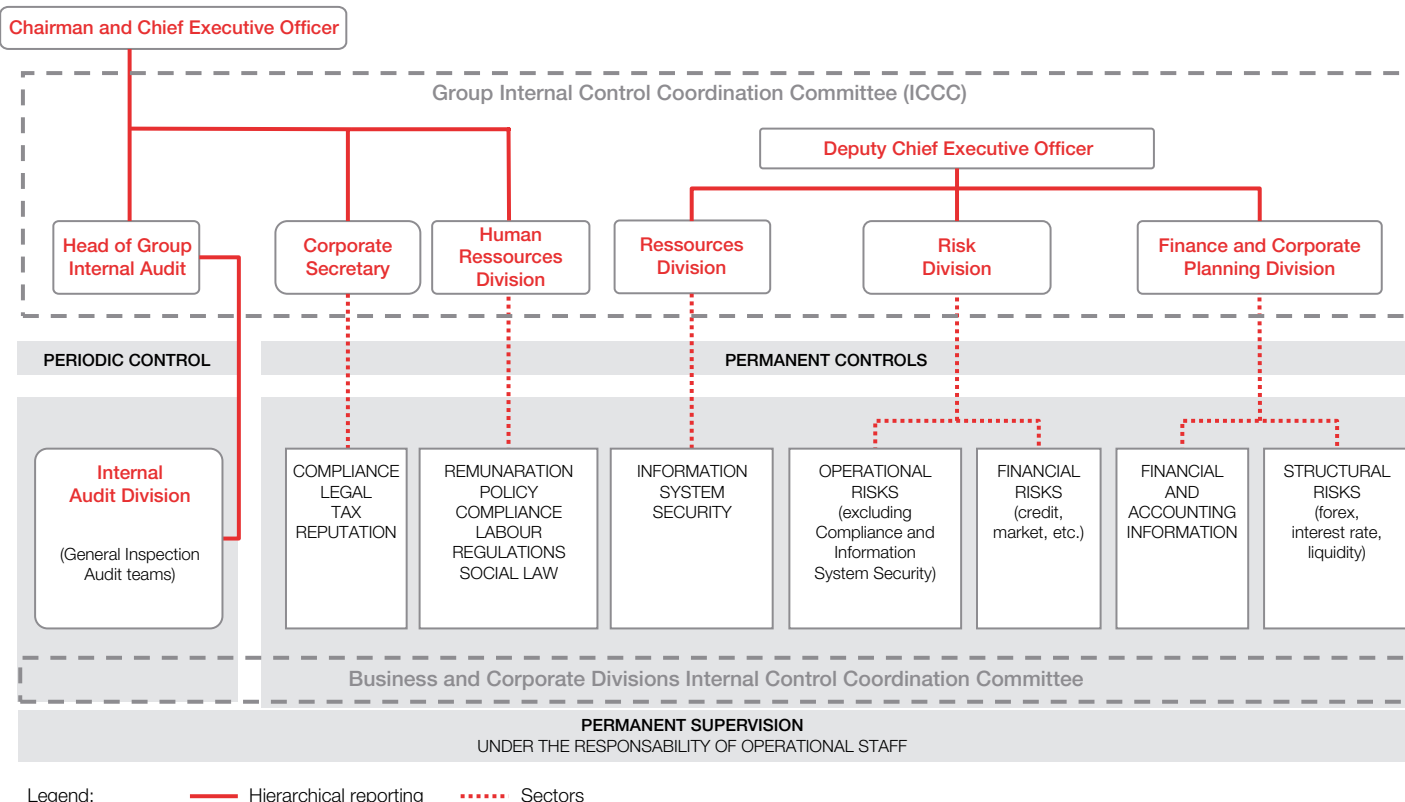 Chairman and Chief Executive Officer
Group Internal Control Coordination Committee (ICCC)
Deputy Chief Executive Officer
Head of Group
Internal Audit
Corporate
Secretary
Human
Ressources
Division
Ressources
Division
Risk
Division
Finance and Corporate
Planning Division
PERIODIC CONTROL
PERMANENT CONTROLS
Internal
Audit Division
(General Inspection
Audit teams)
COMPLIANCE
LEGAL
TAX
REPUTATION
REMUNARATION
POLICY
COMPLIANCE
LABOUR
REGULATIONS
SOCIAL LAW
INFORMATION
SYSTEM
SECURITY
OPERATIONAL
RISKS
(excluding
Compliance and
Information
System Security)
FINANCIAL
RISKS
(credit,
market, etc.)
FINANCIAL
AND
ACCOUNTING
INFORMATION
STRUCTURAL
RISKS
(forex,
interest rate,
liquidity)
Business and Corporate Divisions Internal Control Coordination Committee
PERMANENT SUPERVISION
UNDER THE RESPONSABILITY OF OPERATIONAL STAFF
Legend: Hierarchical reporting Sectors